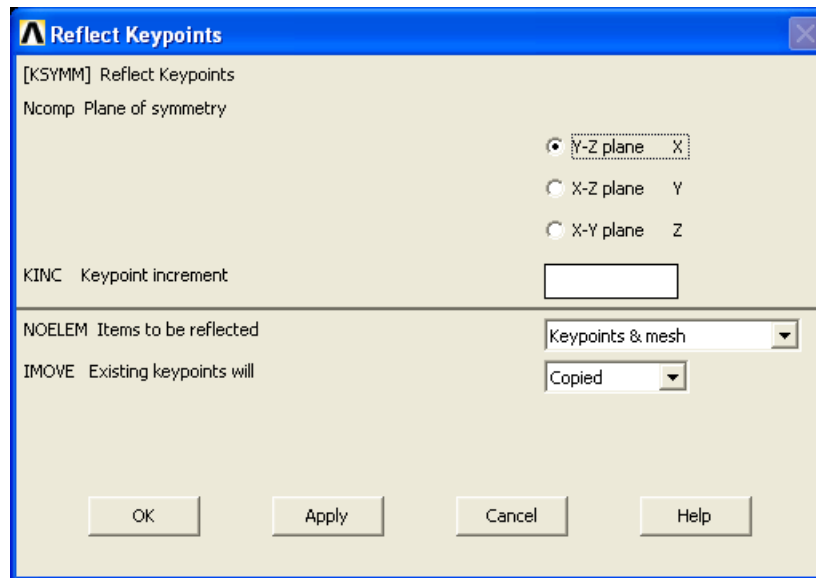 Reflect Keypoints
[KSYMM] Reflect Keypoints
Ncomp Plane of symmetry
Y-Z plane X
X-Z plane Y
X-Y plane Z
KINC Keypoint increment
NOELEM Items to be reflected Keypoints & mesh
IMOVE Existing keypoints will Copied
OK Apply Cancel Help